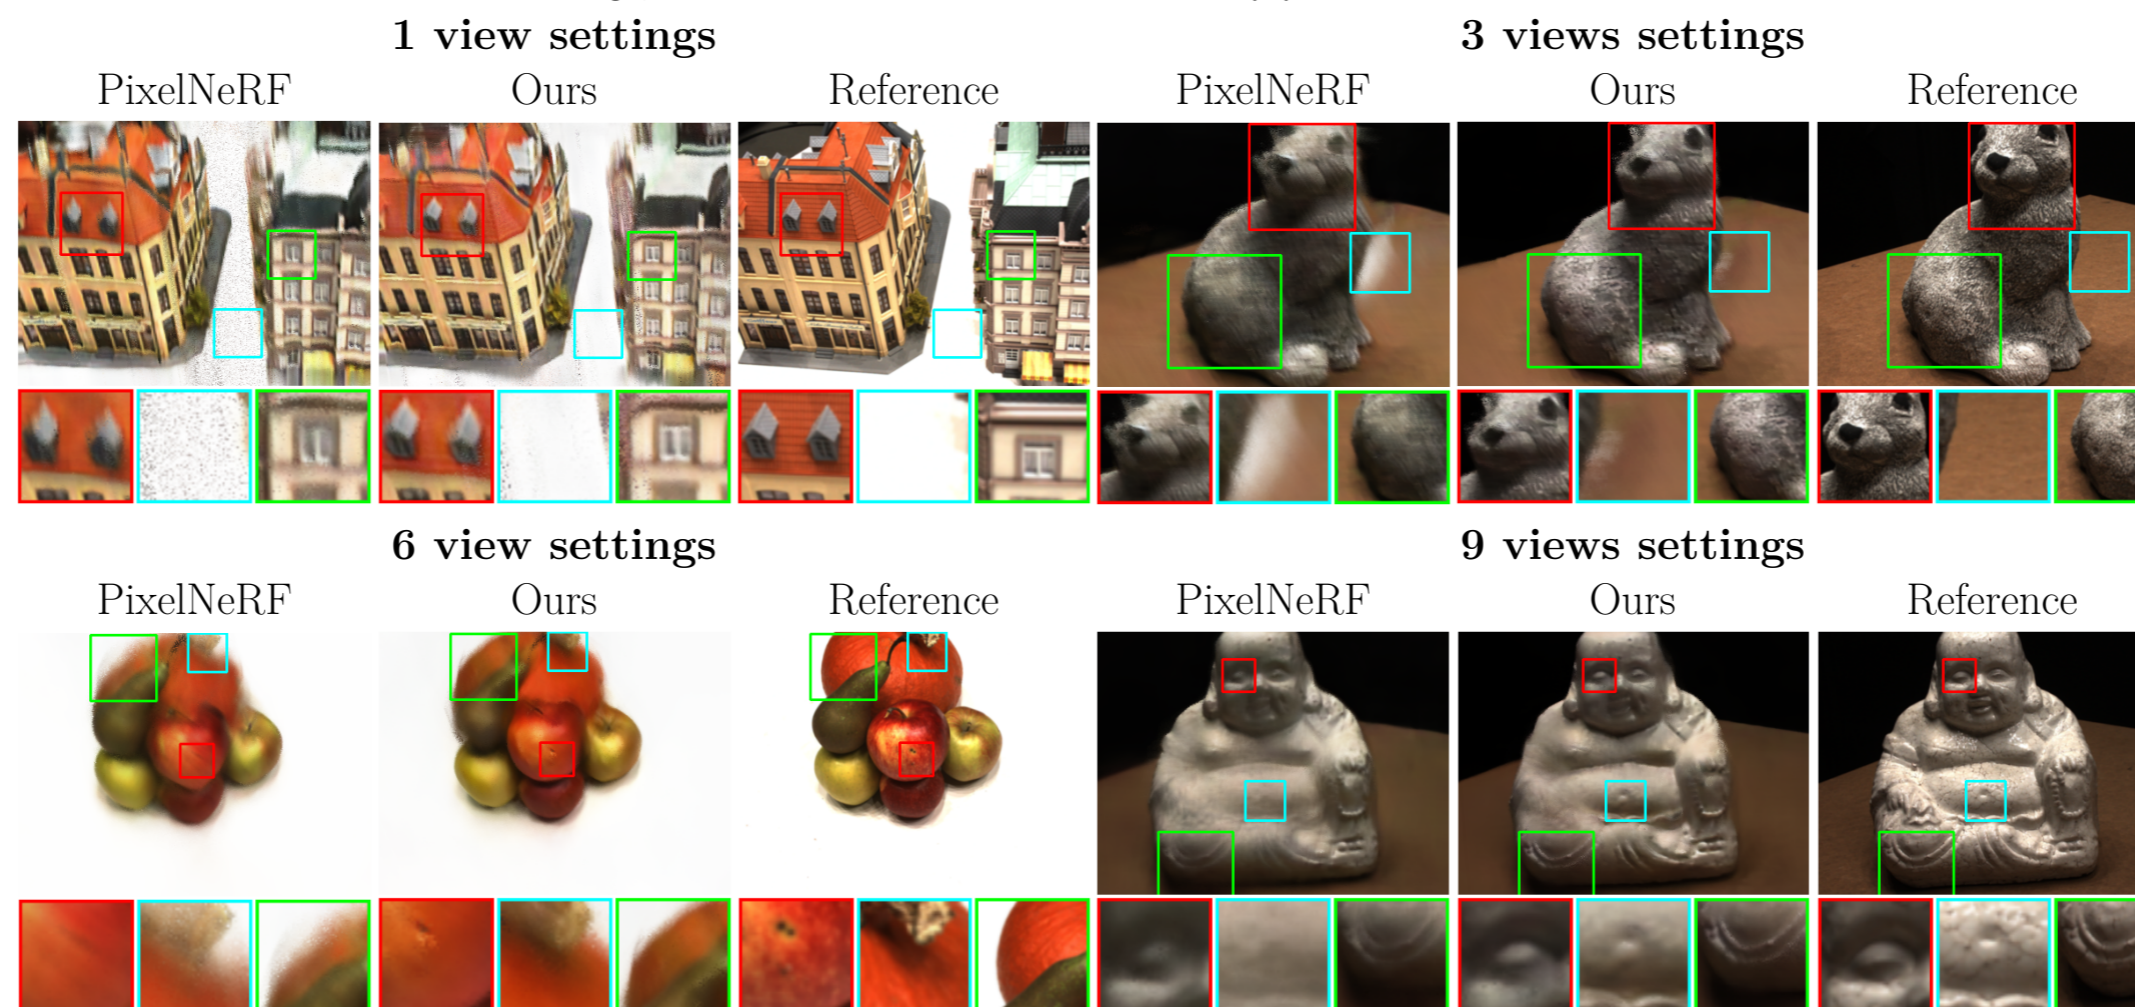 1 view settings 3 views settings
PixelNeRF Ours Reference PixelNeRF Ours Reference
6 view settings 9 views settings
PixelNeRF Ours Reference PixelNeRF Ours Reference